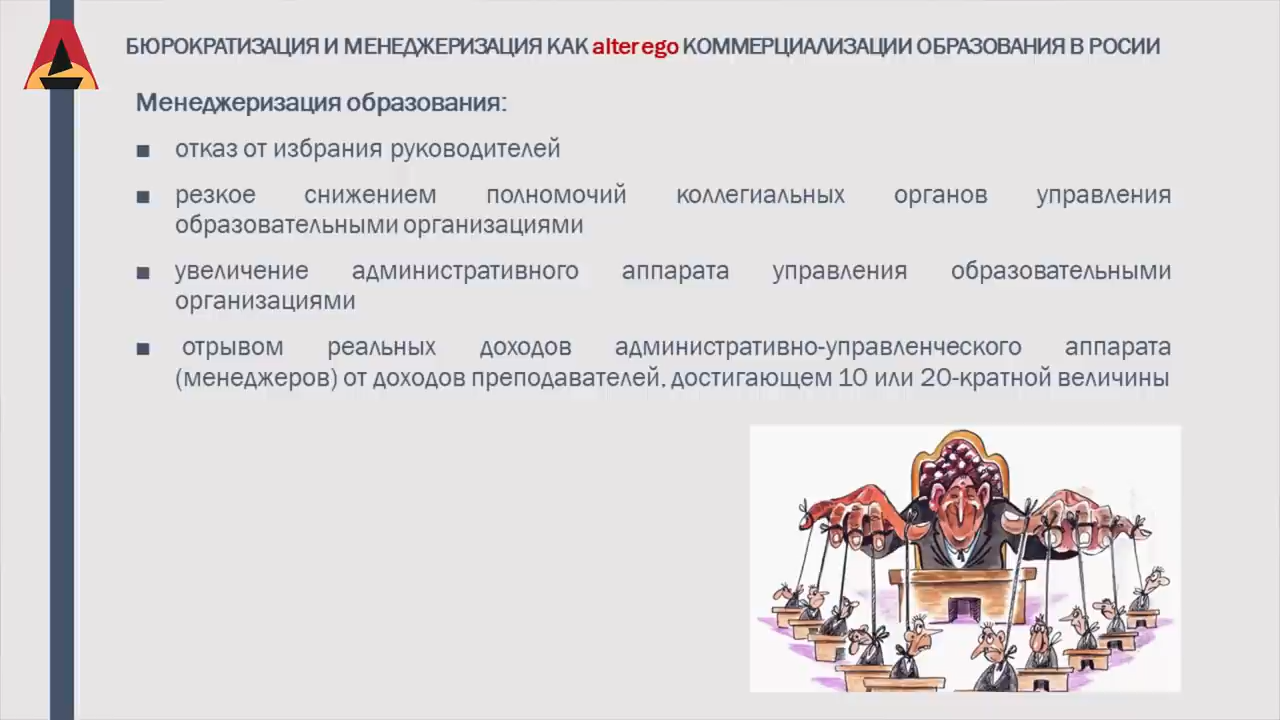 БЮРОКРАТИЗАЦИЯ И МЕНЕДЖЕРИЗАЦИЯ КАК alter ego КОММЕРЦИАЛИЗАЦИИ ОБРАЗОВАНИЯ В РОСИИ
Менеджеризация образования:
■ отказ от избрания руководителей
■ резкое снижением полномочий коллегиальных органов управления
образовательными организациями
■ увеличение административного аппарата управления образовательными
организациями
■ отрывом реальных доходов административно-управленческого аппарата
(менеджеров) от доходов преподавателей, достигающем 10 или 20-кратной величины